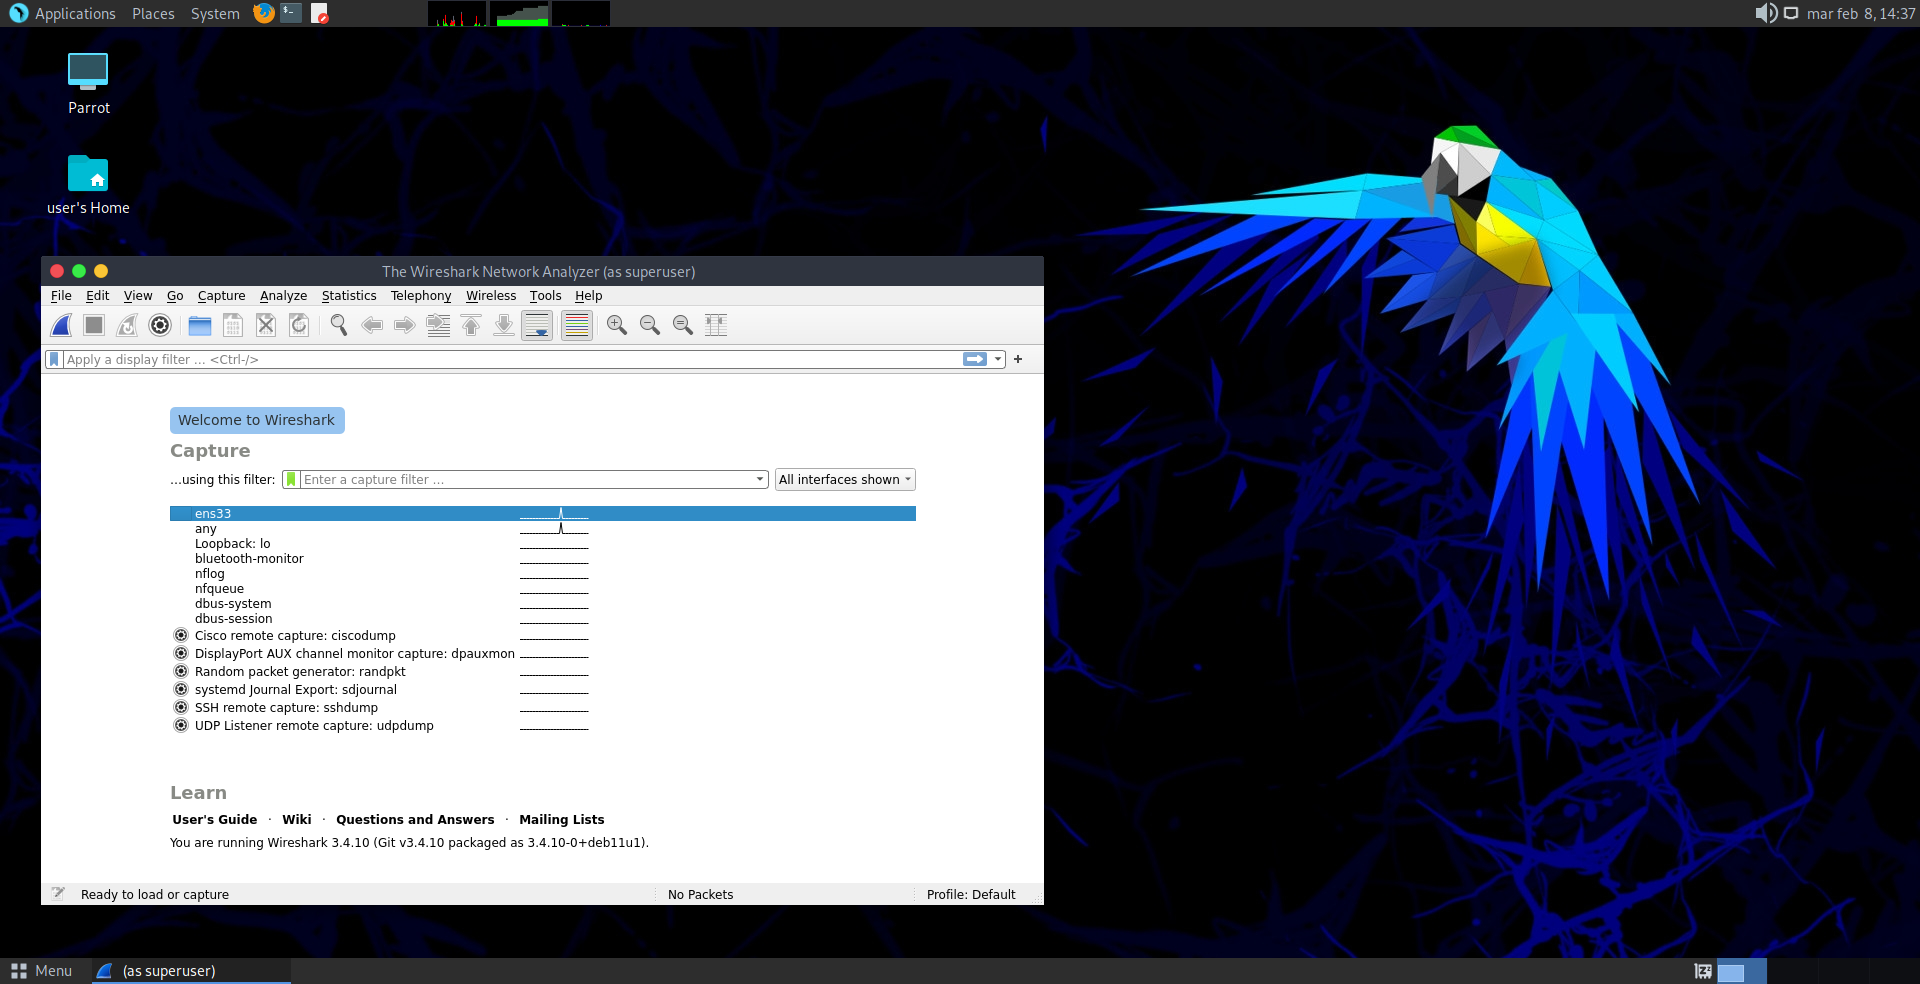 Applications Places System mar feb 8, 14:37
Parrot
user's Home
The Wireshark Network Analyzer (as superuser)
File Edit View Go Capture Analyze Statistics Telephony Wireless Tools Help
Apply a display filter ... <Ctrl-/> +
Welcome to Wireshark
Capture
...using this filter: Enter a capture filter ... All interfaces shown
ens33
any
Loopback: lo
bluetooth-monitor
nflog
nfqueue
dbus-system
dbus-session
Cisco remote capture: ciscodump
DisplayPort AUX channel monitor capture: dpauxmon
Random packet generator: randpkt
systemd Journal Export: sdjournal
SSH remote capture: sshdump
UDP Listener remote capture: udpdump
Learn
User's Guide · Wiki · Questions and Answers · Mailing Lists
You are running Wireshark 3.4.10 (Git v3.4.10 packaged as 3.4.10-0+deb11u1).
Ready to load or capture No Packets Profile: Default
Menu (as superuser)